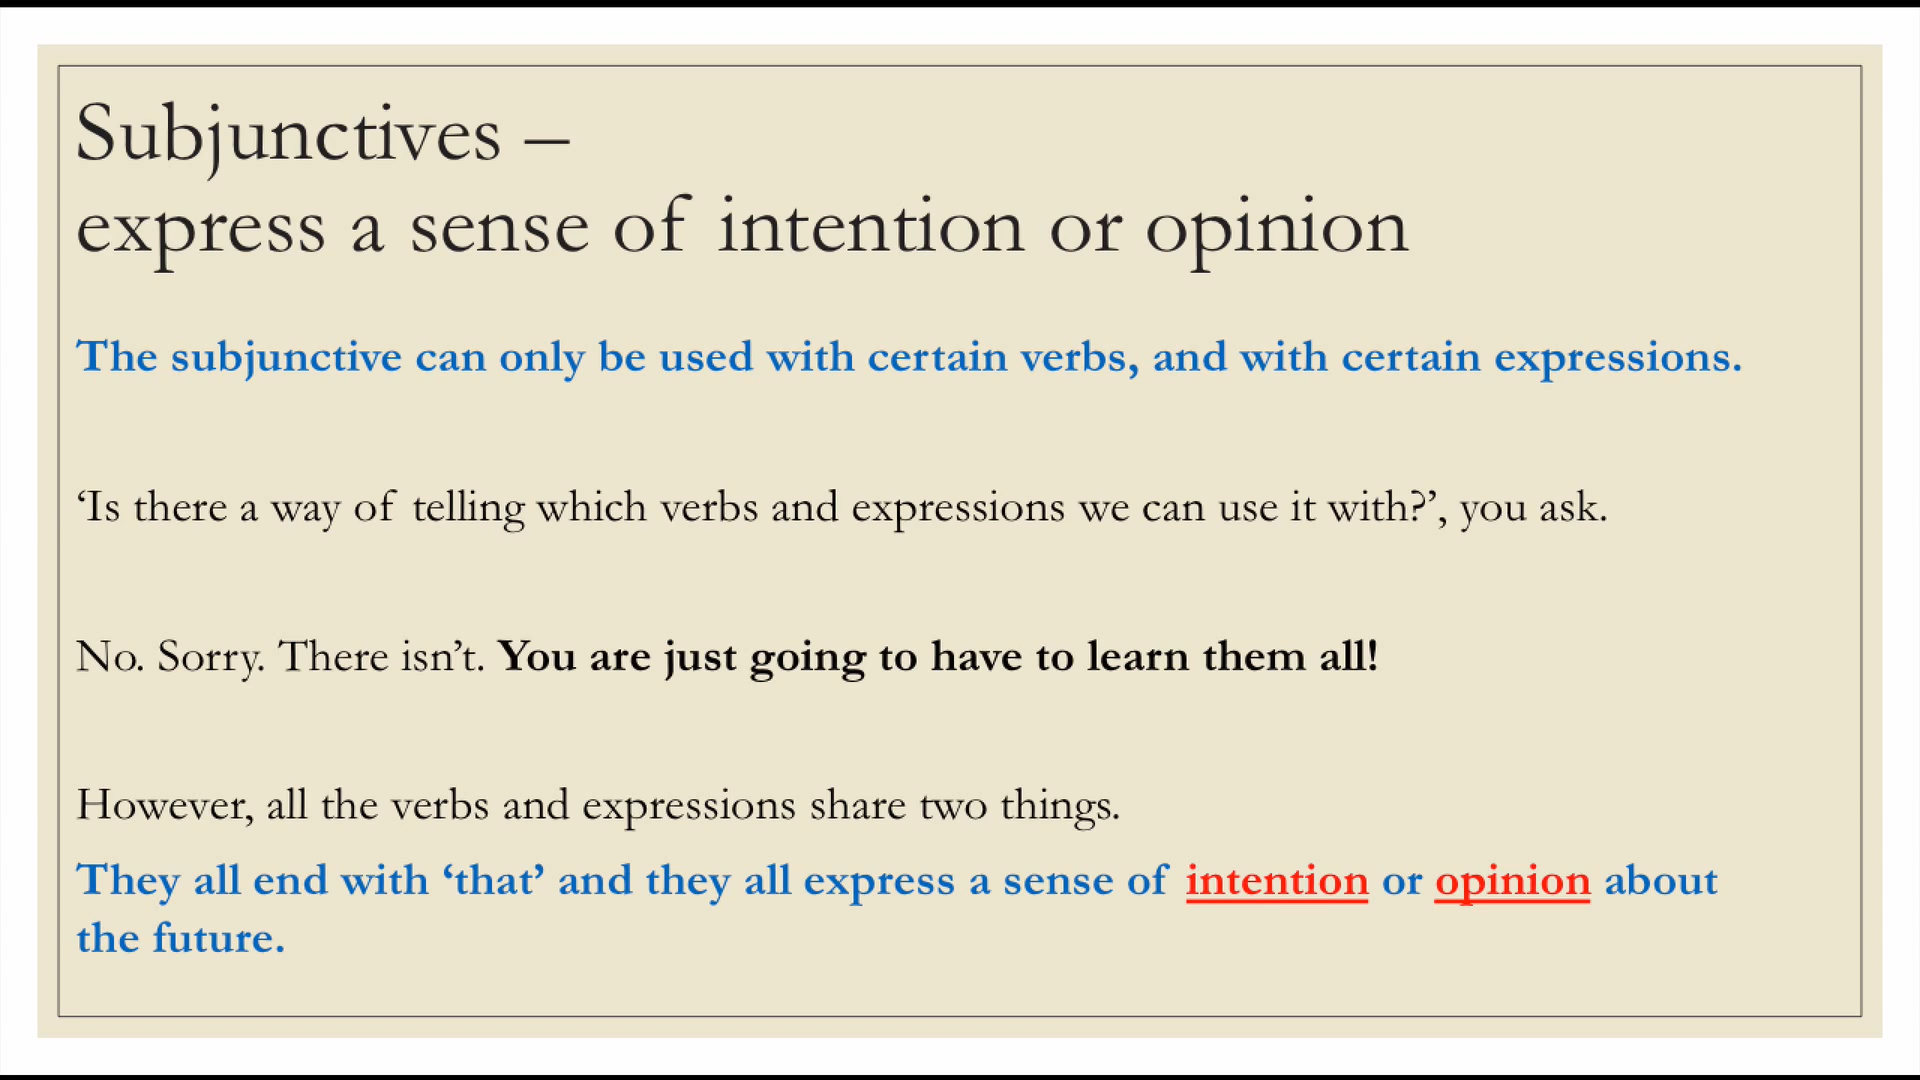 Subjunctives –
express a sense of intention or opinion
The subjunctive can only be used with certain verbs, and with certain expressions.
‘Is there a way of telling which verbs and expressions we can use it with?’, you ask.
No. Sorry. There isn’t. You are just going to have to learn them all!
However, all the verbs and expressions share two things.
They all end with ‘that’ and they all express a sense of intention or opinion about
the future.